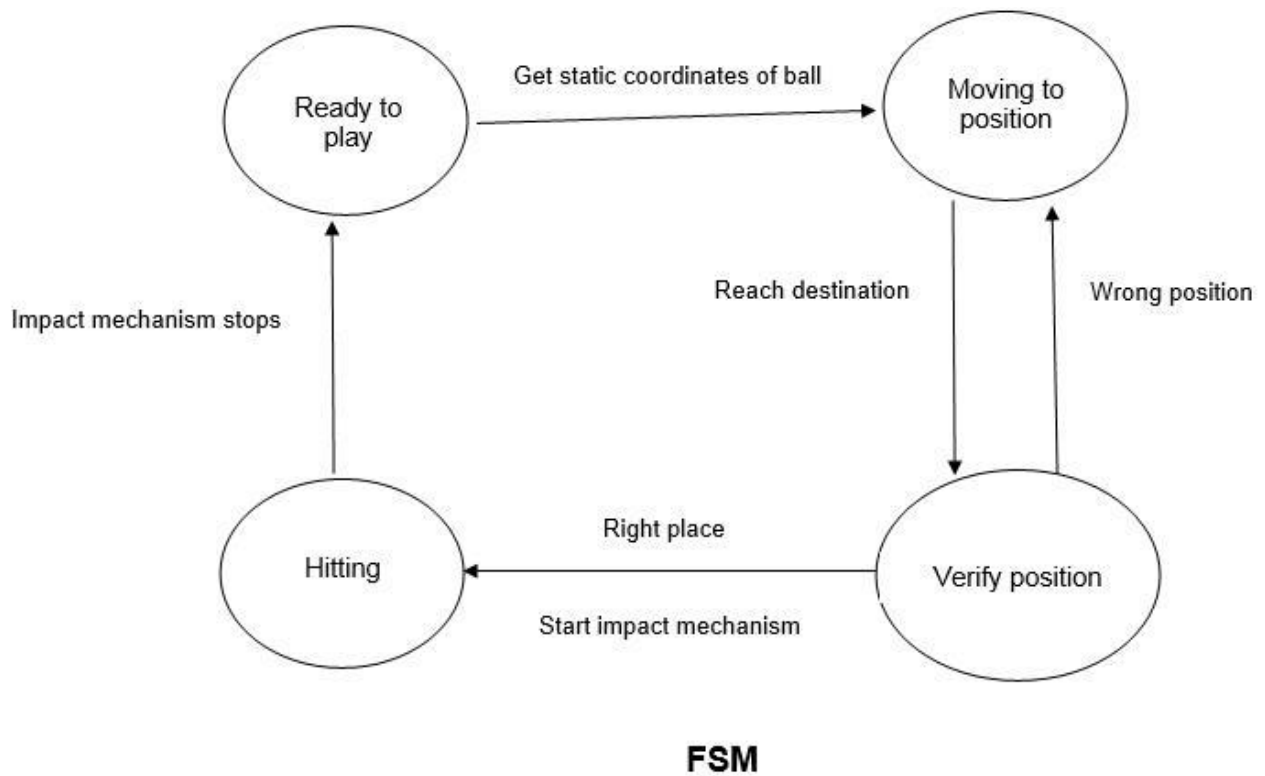 Get static coordinates of ball
Ready to
play
Moving to
position
Reach destination
Wrong position
Impact mechanism stops
Right place
Hitting
Verify position
Start impact mechanism
FSM